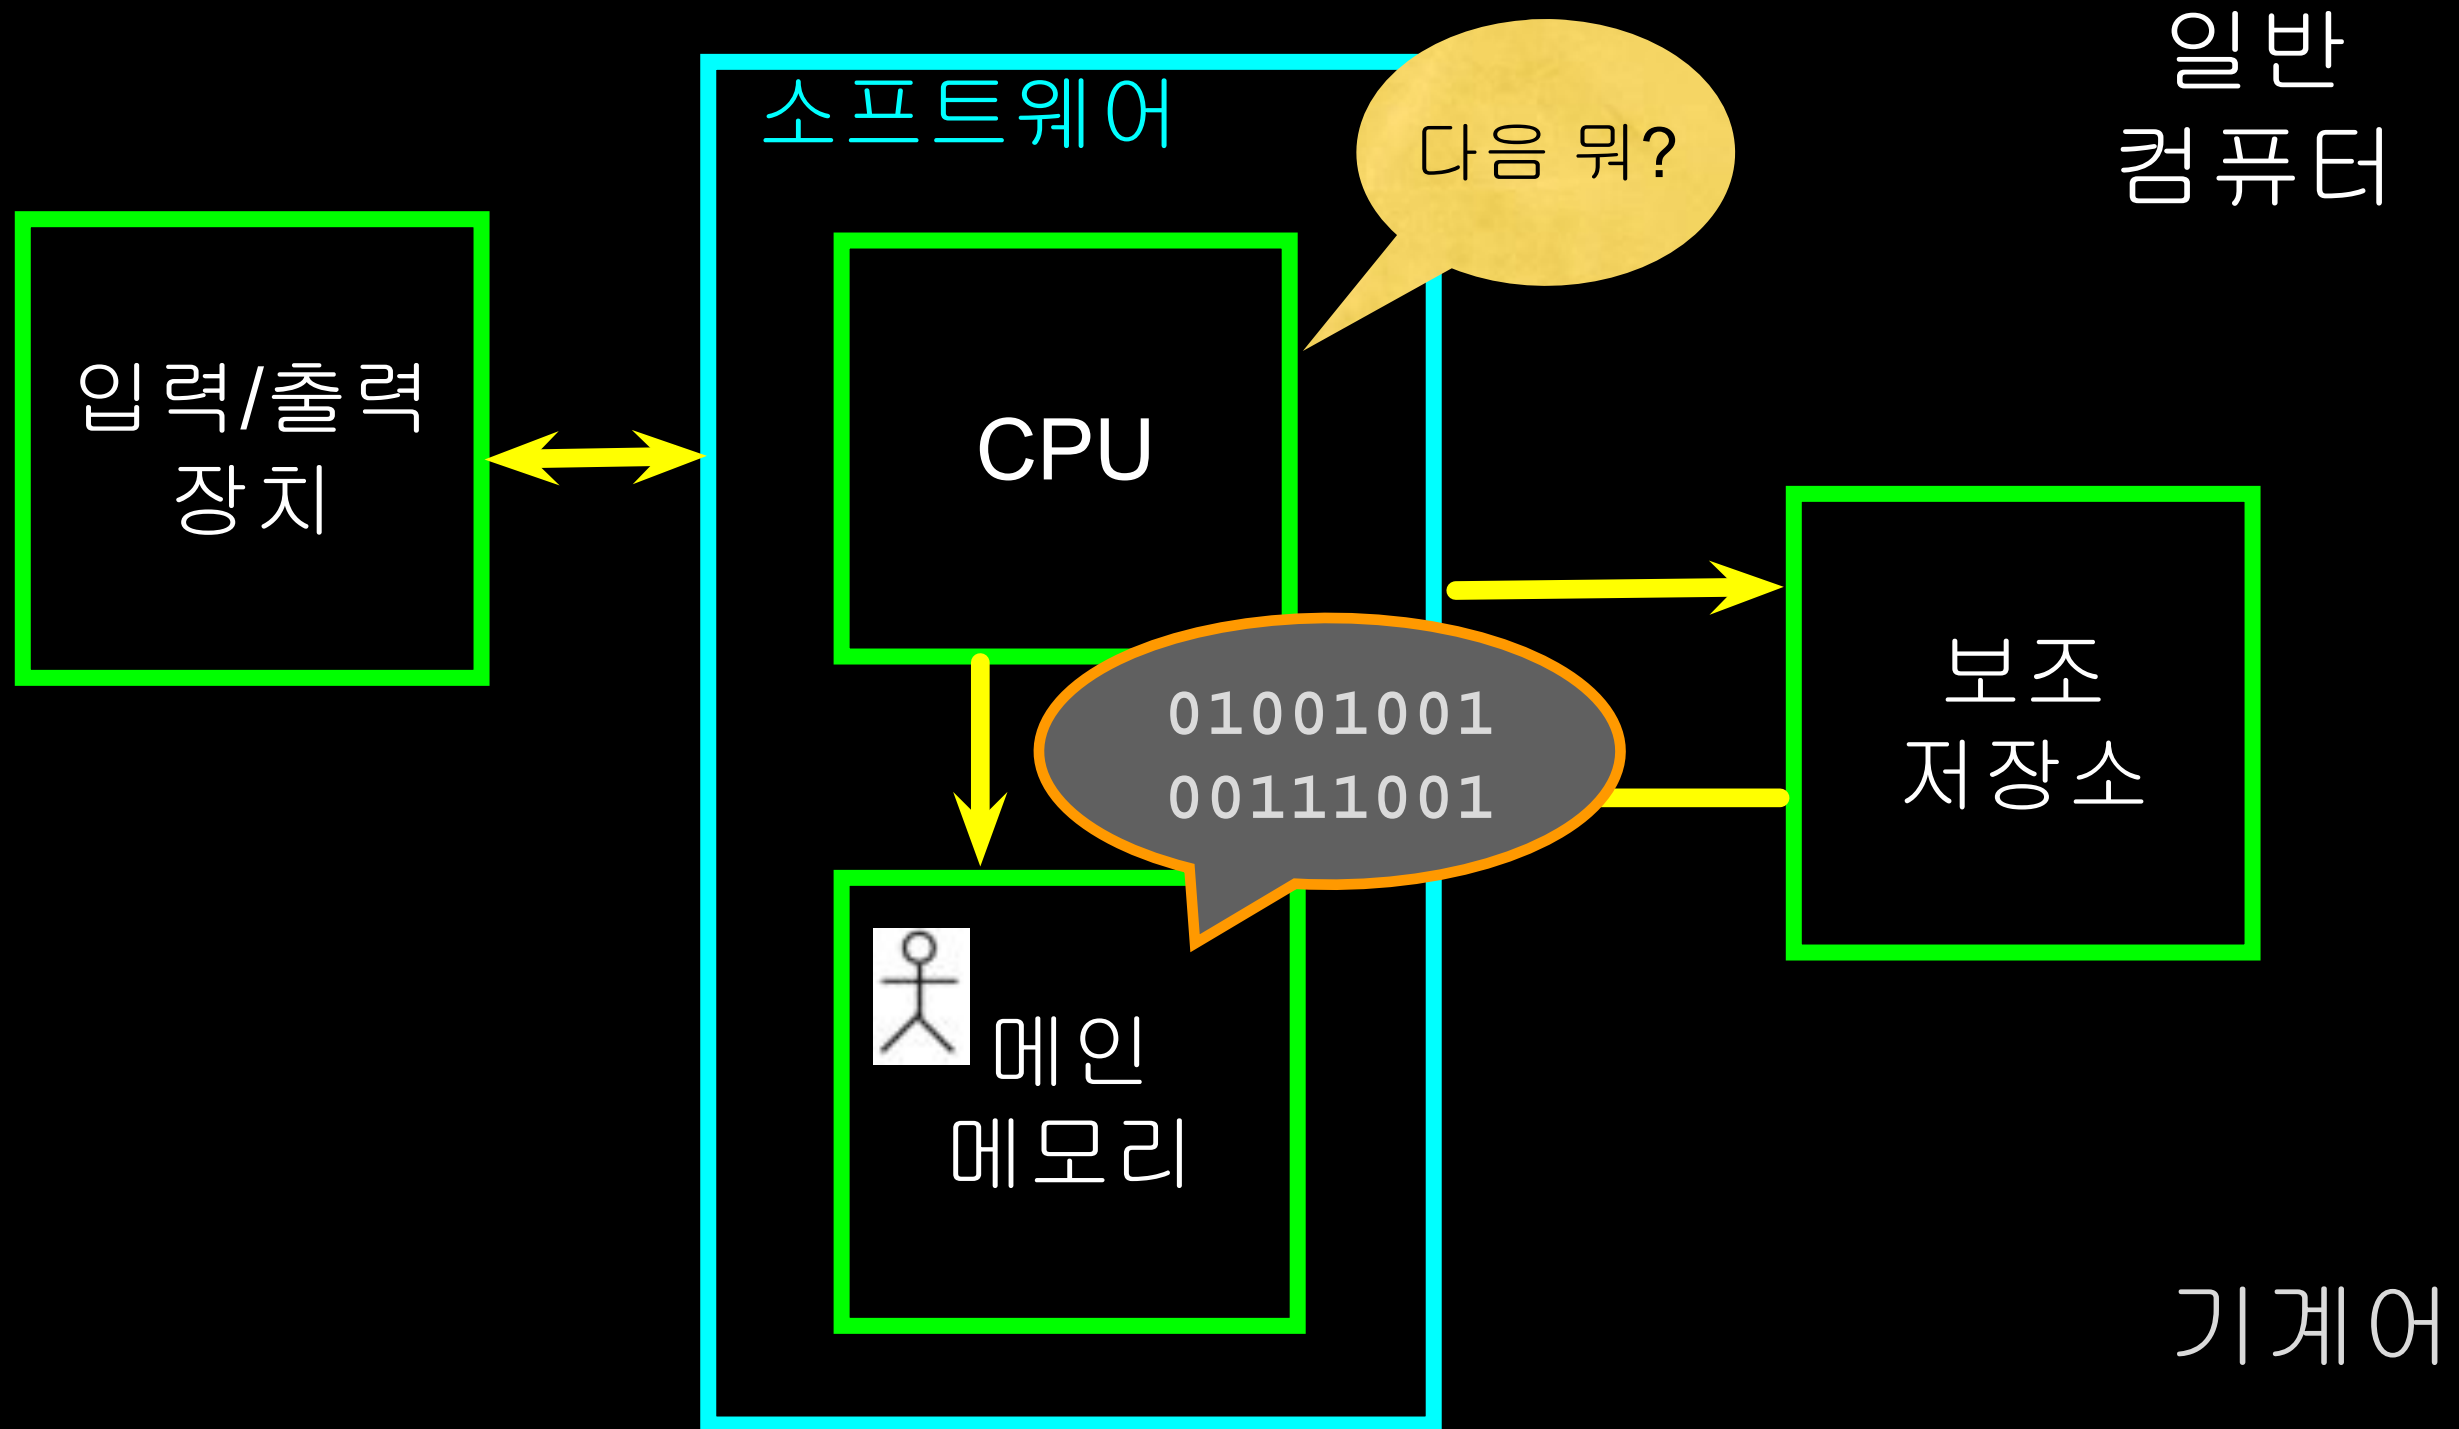 일반
컴퓨터
소프트웨어
다음 뭐?
입력/출력
장치
CPU
01001001
00111001
보조
저장소
메인
메모리
기계어